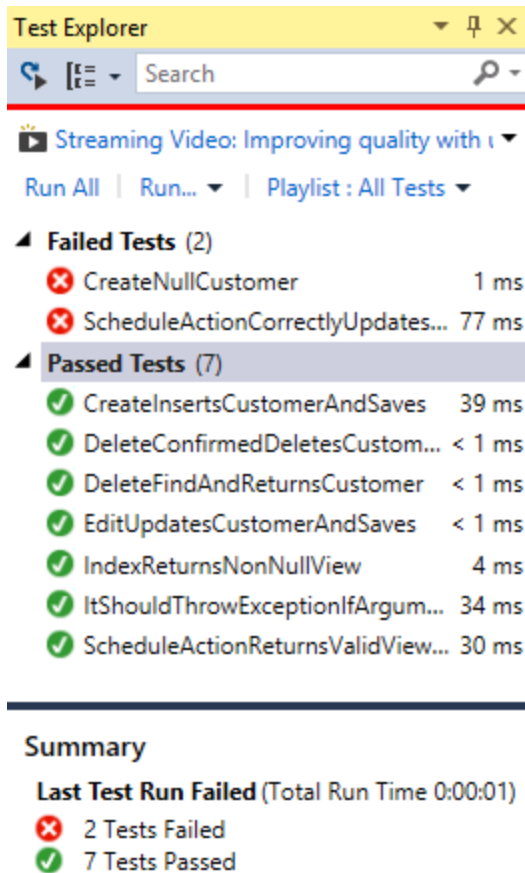 Test Explorer
Search
Streaming Video: Improving quality with
Run All Run... Playlist : All Tests
Failed Tests (2)
CreateNullCustomer 1 ms
ScheduleActionCorrectlyUpdates... 77 ms
Passed Tests (7)
CreateInsertsCustomerAndSaves 39 ms
DeleteConfirmedDeletesCustom... < 1 ms
DeleteFindAndReturnsCustomer < 1 ms
EditUpdatesCustomerAndSaves < 1 ms
IndexReturnsNonNullView 4 ms
ItShouldThrowExceptionIfArgum... 34 ms
ScheduleActionReturnsValidView... 30 ms
Summary
Last Test Run Failed (Total Run Time 0:00:01)
2 Tests Failed
7 Tests Passed